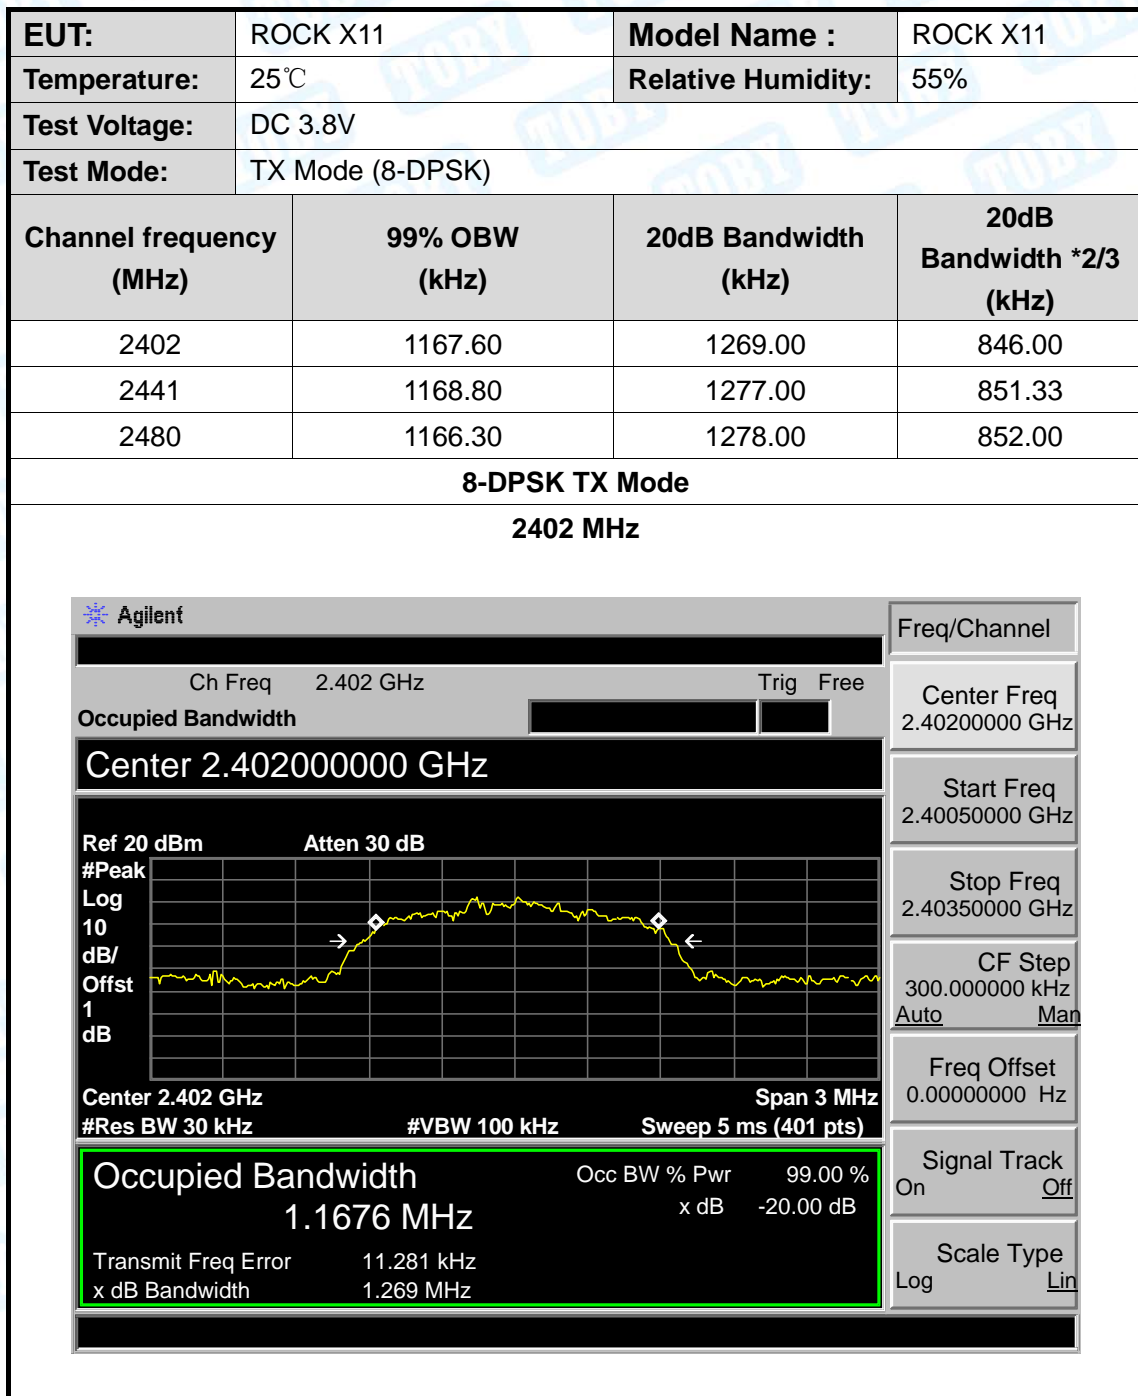 EUT: ROCK X11 Model Name : ROCK X11
Temperature: 25℃ Relative Humidity: 55%
Test Voltage: DC 3.8V
Test Mode: TX Mode (8-DPSK)
Channel frequency (MHz) 99% OBW (kHz) 20dB Bandwidth (kHz) 20dB Bandwidth *2/3 (kHz)
2402 1167.60 1269.00 846.00
2441 1168.80 1277.00 851.33
2480 1166.30 1278.00 852.00
8-DPSK TX Mode
2402 MHz
Agilent
Freq/Channel
Ch Freq 2.402 GHz Trig Free
Occupied Bandwidth
Center 2.402000000 GHz
Ref 20 dBm Atten 30 dB
#Peak
Log
10
dB/
Offst
1
dB
Center 2.402 GHz Span 3 MHz
#Res BW 30 kHz #VBW 100 kHz Sweep 5 ms (401 pts)
Occupied Bandwidth Occ BW % Pwr 99.00 %
1.1676 MHz x dB -20.00 dB
Transmit Freq Error 11.281 kHz
x dB Bandwidth 1.269 MHz
Center Freq
2.40200000 GHz
Start Freq
2.40050000 GHz
Stop Freq
2.40350000 GHz
CF Step
300.000000 kHz
Auto Man
Freq Offset
0.00000000 Hz
Signal Track
On Off
Scale Type
Log Lin
TOBY
TOBY
TOBY
TOBY
TOBY